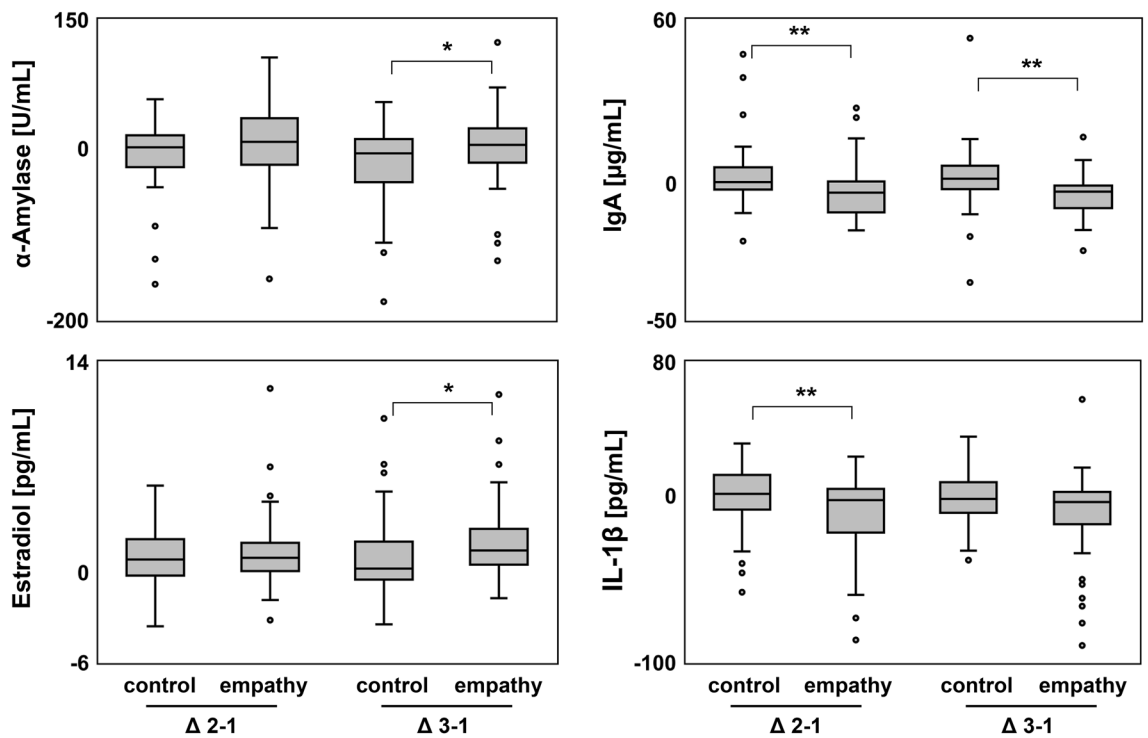 150
α-Amylase [U/mL]
0
-200
*
60
IgA [µg/mL]
0
-50
**
**
14
Estradiol [pg/mL]
0
-6
*
control empathy control empathy
Δ 2-1 Δ 3-1
80
IL-1β [pg/mL]
0
-100
**
control empathy control empathy
Δ 2-1 Δ 3-1